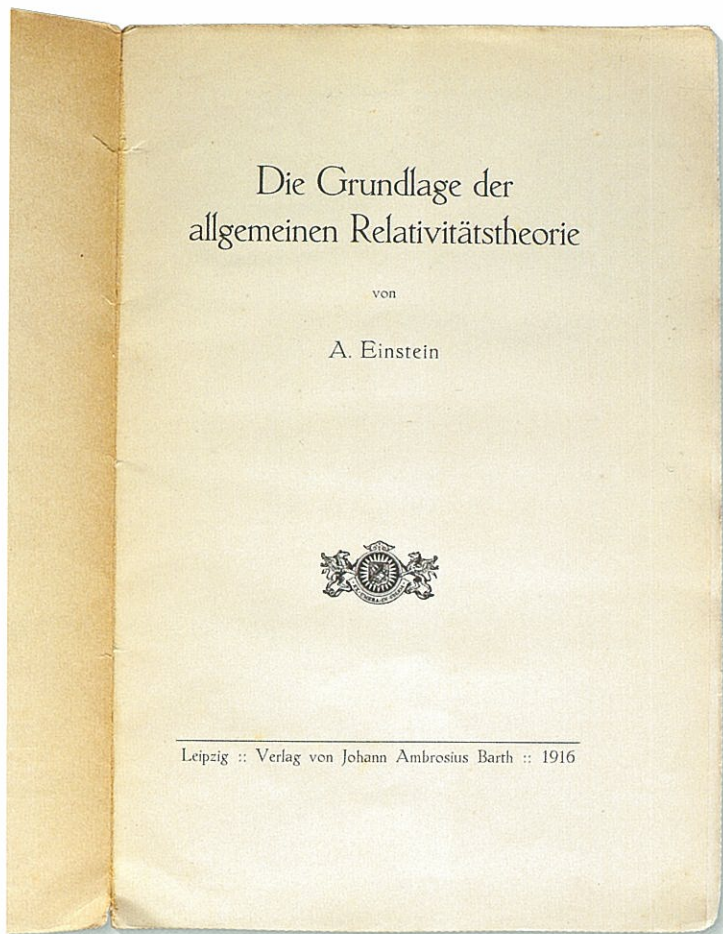 Die Grundlage der
allgemeinen Relativitätstheorie
von
A. Einstein
Leipzig :: Verlag von Johann Ambrosius Barth :: 1916